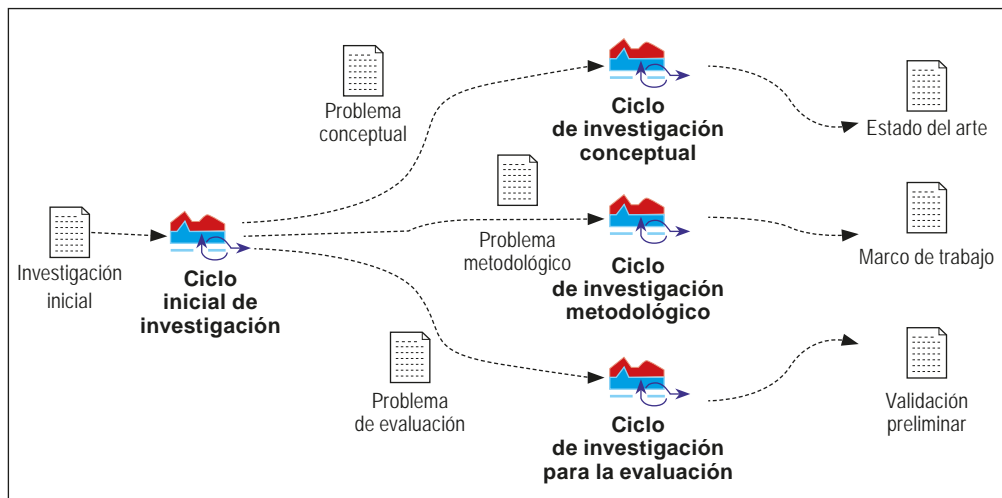 Investigación
inicial
Ciclo
inicial de
investigación
Problema
conceptual
Ciclo
de investigación
conceptual
Estado del arte
Problema
metodológico
Ciclo
de investigación
metodológico
Marco de trabajo
Problema
de evaluación
Ciclo
de investigación
para la evaluación
Validación
preliminar